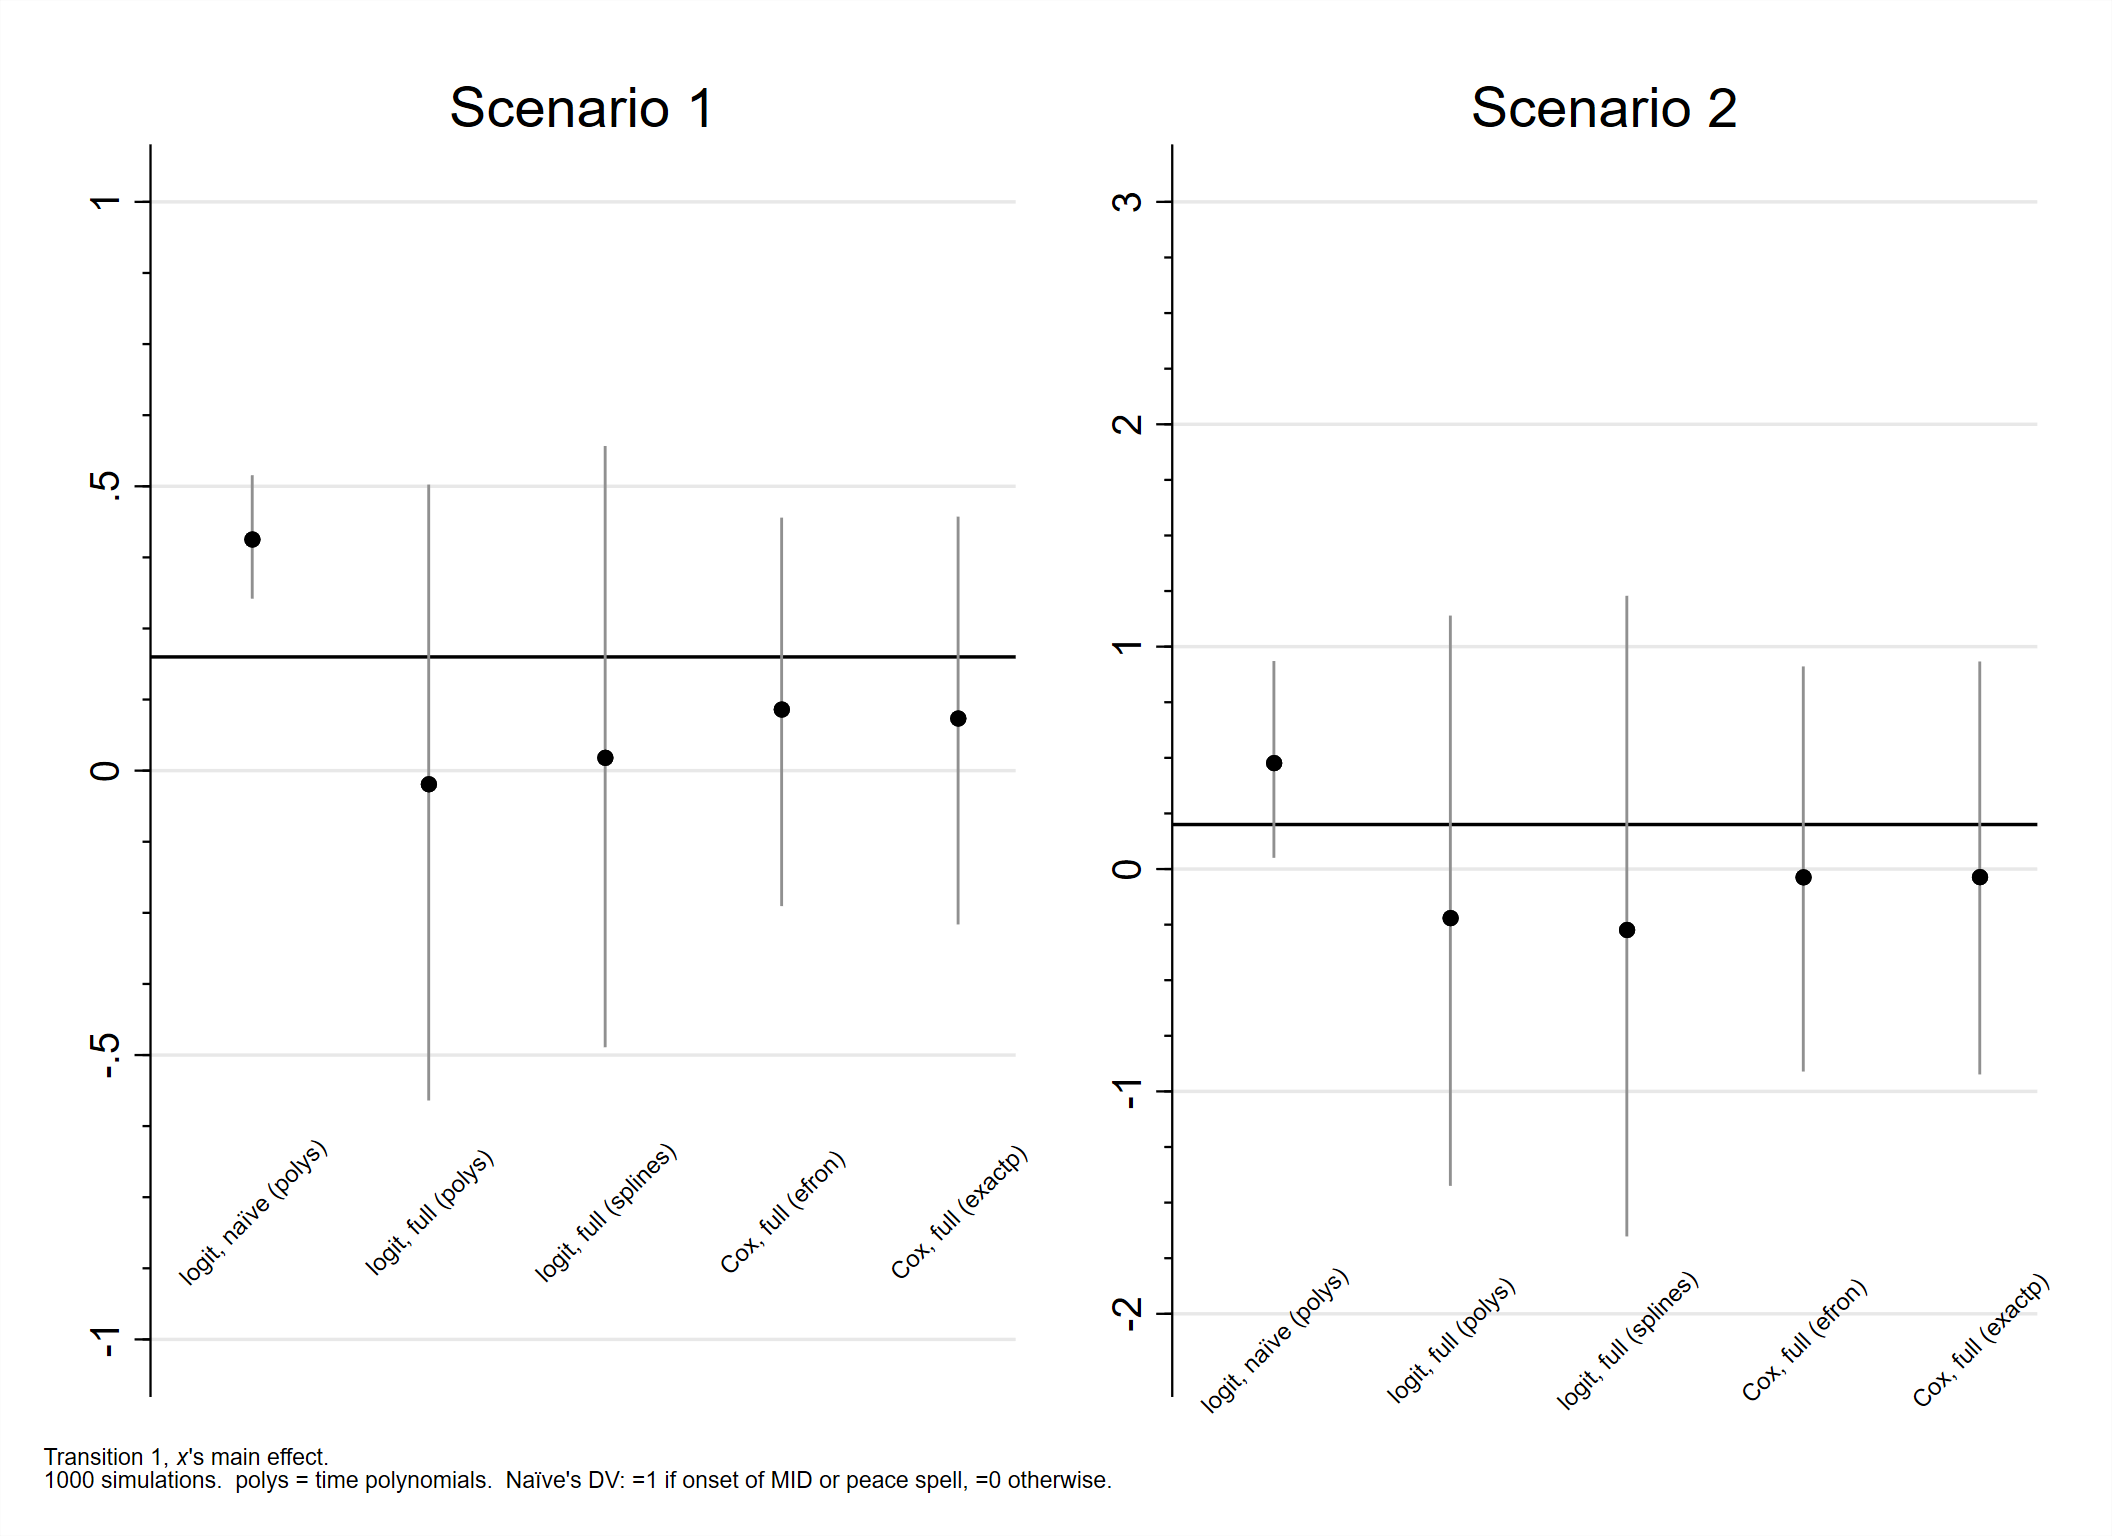 Scenario 1
1
.5
0
-.5
-1
logit, naïve (polys)
logit, full (polys)
logit, full (splines)
Cox, full (efron)
Cox, full (exactp)
Scenario 2
3
2
1
0
-1
-2
logit, naïve (polys)
logit, full (polys)
logit, full (splines)
Cox, full (efron)
Cox, full (exactp)
Transition 1, x's main effect.
1000 simulations.  polys = time polynomials.  Naïve's DV: =1 if onset of MID or peace spell, =0 otherwise.